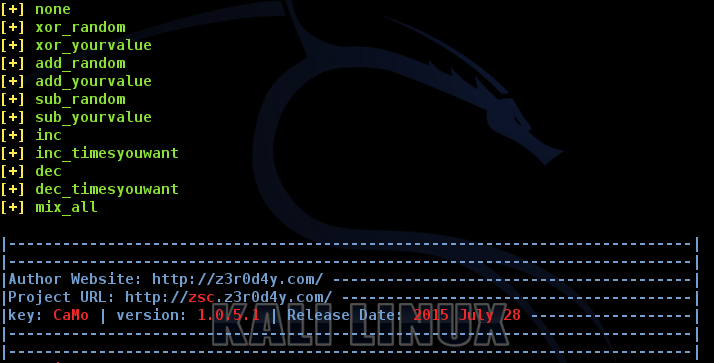 [+] none
[+] xor_random
[+] xor_yourvalue
[+] add_random
[+] add_yourvalue
[+] sub_random
[+] sub_yourvalue
[+] inc
[+] inc_timesyouwant
[+] dec
[+] dec_timesyouwant
[+] mix_all
|----------------------------------------------------------------------------|
|----------------------------------------------------------------------------|
|Author Website: http://z3r0d4y.com/ ----------------------------------------|
|Project URL: http://zsc.z3r0d4y.com/ ---------------------------------------|
|key: CaMo | version: 1.0.5.1 | Release Date: 2015 July 28 ------------------|
KALI LINUX
|----------------------------------------------------------------------------|
|----------------------------------------------------------------------------|